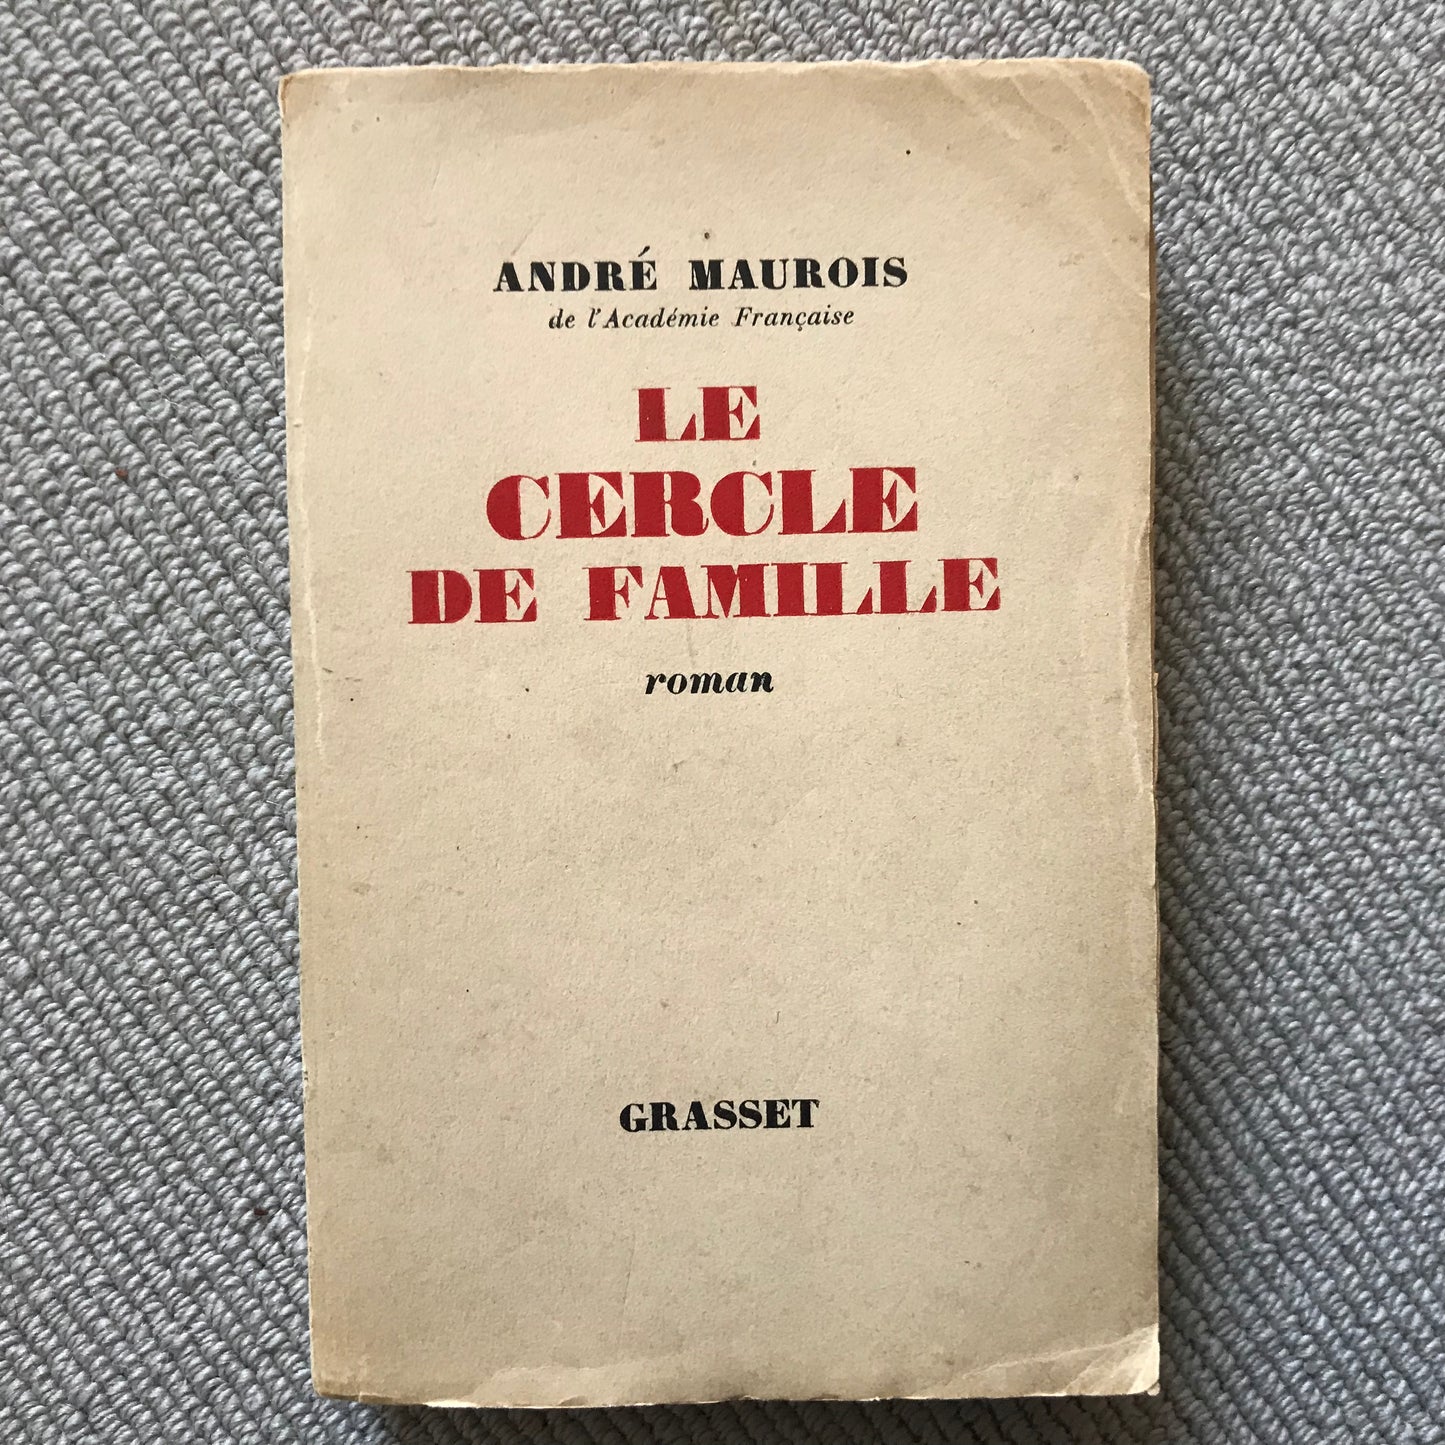 ANDRÉ MAUROIS
de l'Académie Française
LE
CERCLE
DE FAMILLE
roman
GRASSET